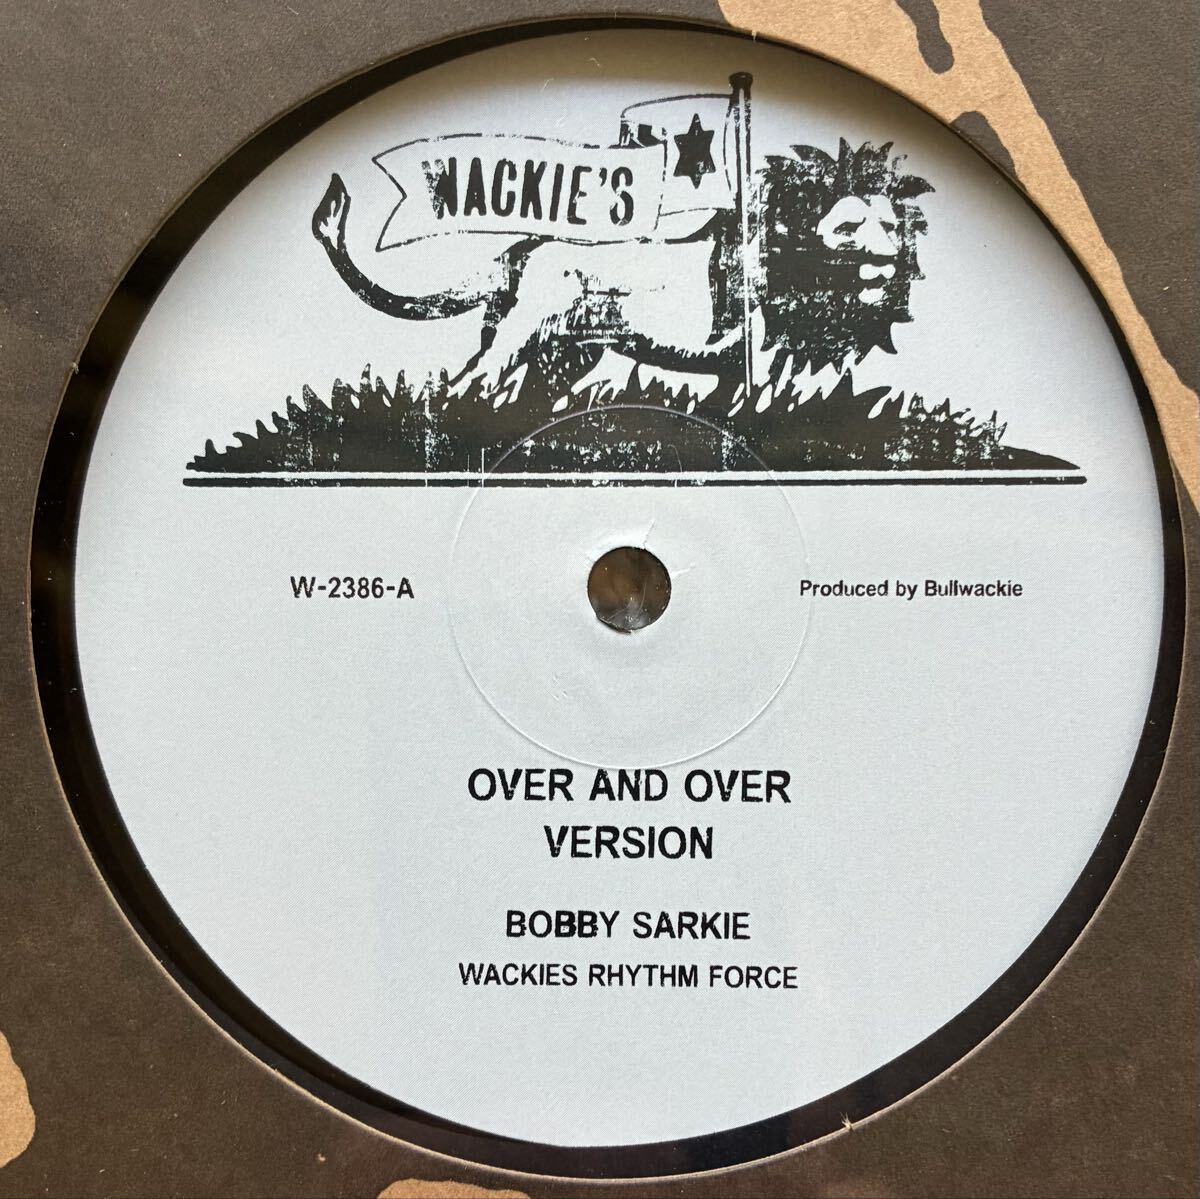 WACKIE'S
W-2386-A
Produced by Bullwackie
OVER AND OVER
VERSION
BOBBY SARKIE
WACKIES RHYTHM FORCE